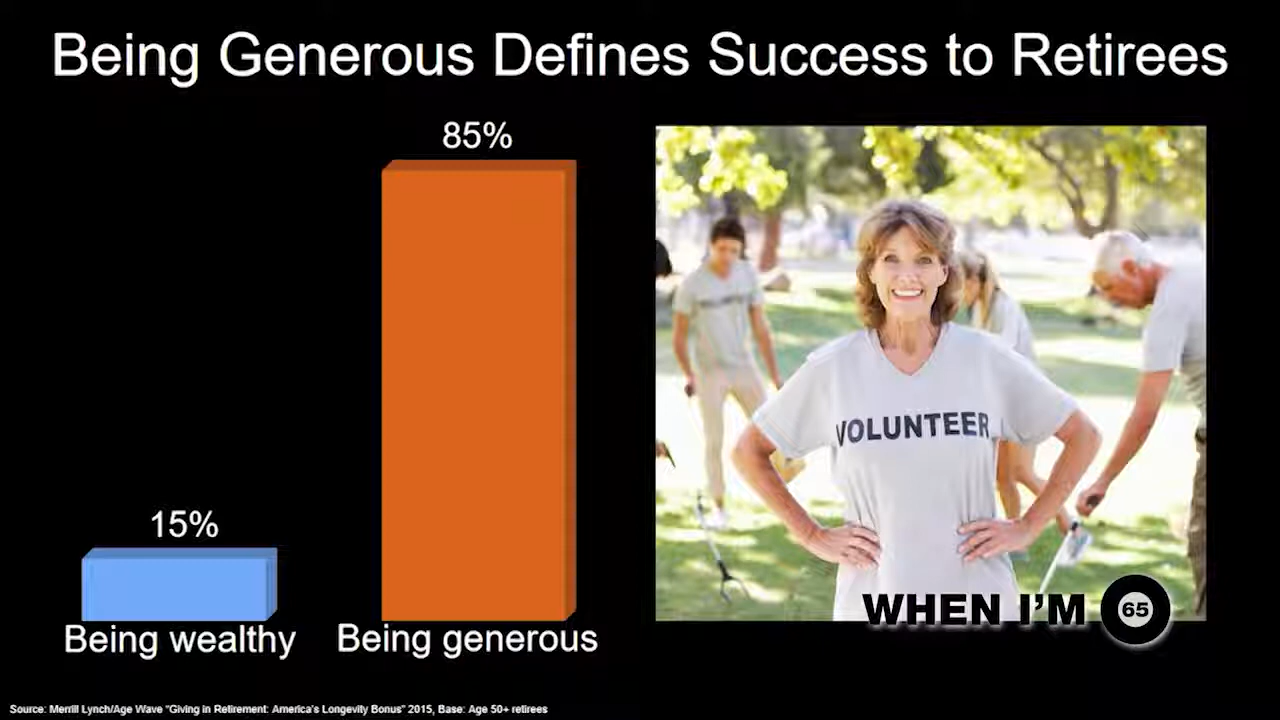 Being Generous Defines Success to Retirees
85%
15%
Being wealthy
Being generous
VOLUNTEER
WHEN I'M 65
Source: Merrill Lynch/Age Wave "Giving in Retirement: America's Longevity Bonus" 2015, Base: Age 50+ retirees